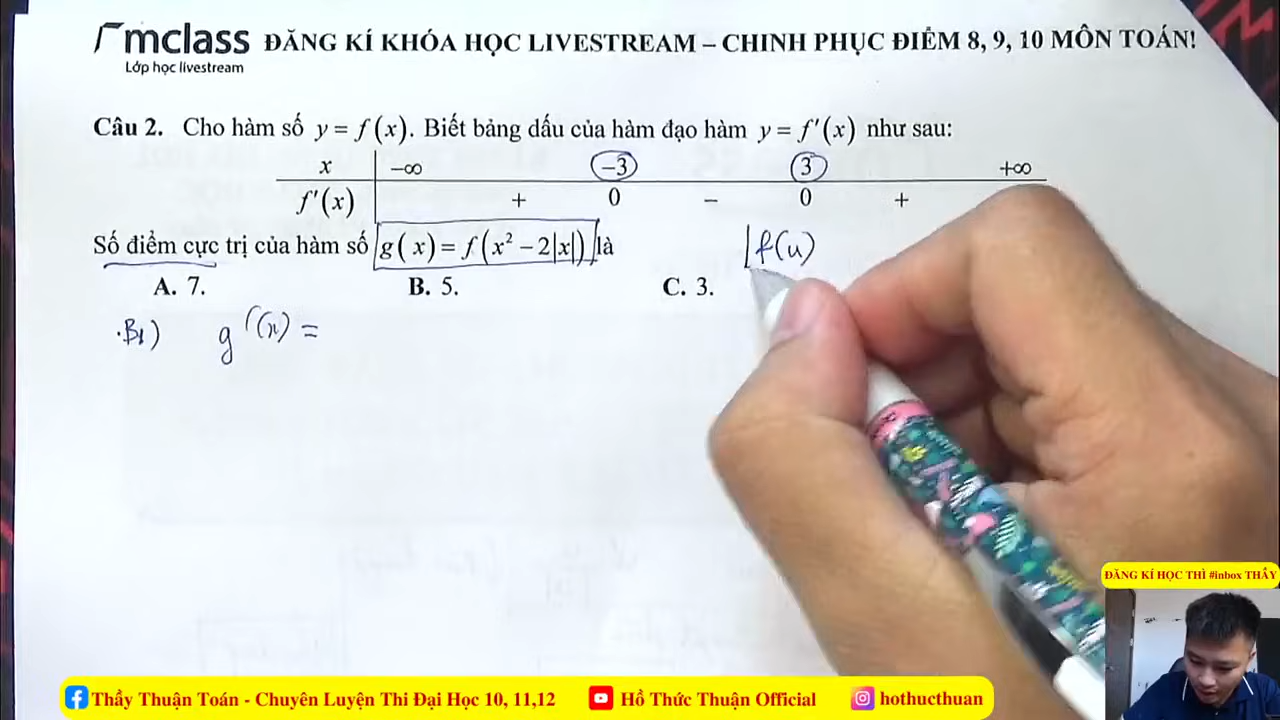 mclass ĐĂNG KÍ KHÓA HỌC LIVESTREAM – CHINH PHỤC ĐIỂM 8, 9, 10 MÔN TOÁN!
Lớp học livestream
Câu 2. Cho hàm số y = f(x). Biết bảng dấu của hàm đạo hàm y = f'(x) như sau:
x −∞ −3 3 +∞
f'(x) + 0 − 0 +
Số điểm cực trị của hàm số g(x) = f(x² − 2|x|) là
f(u)
A. 7. B. 5. C. 3.
B1) g'(x) =
ĐĂNG KÍ HỌC THÌ #inbox THẦY
Thầy Thuận Toán - Chuyên Luyện Thi Đại Học 10, 11,12 Hồ Thức Thuận Official hothucthuan